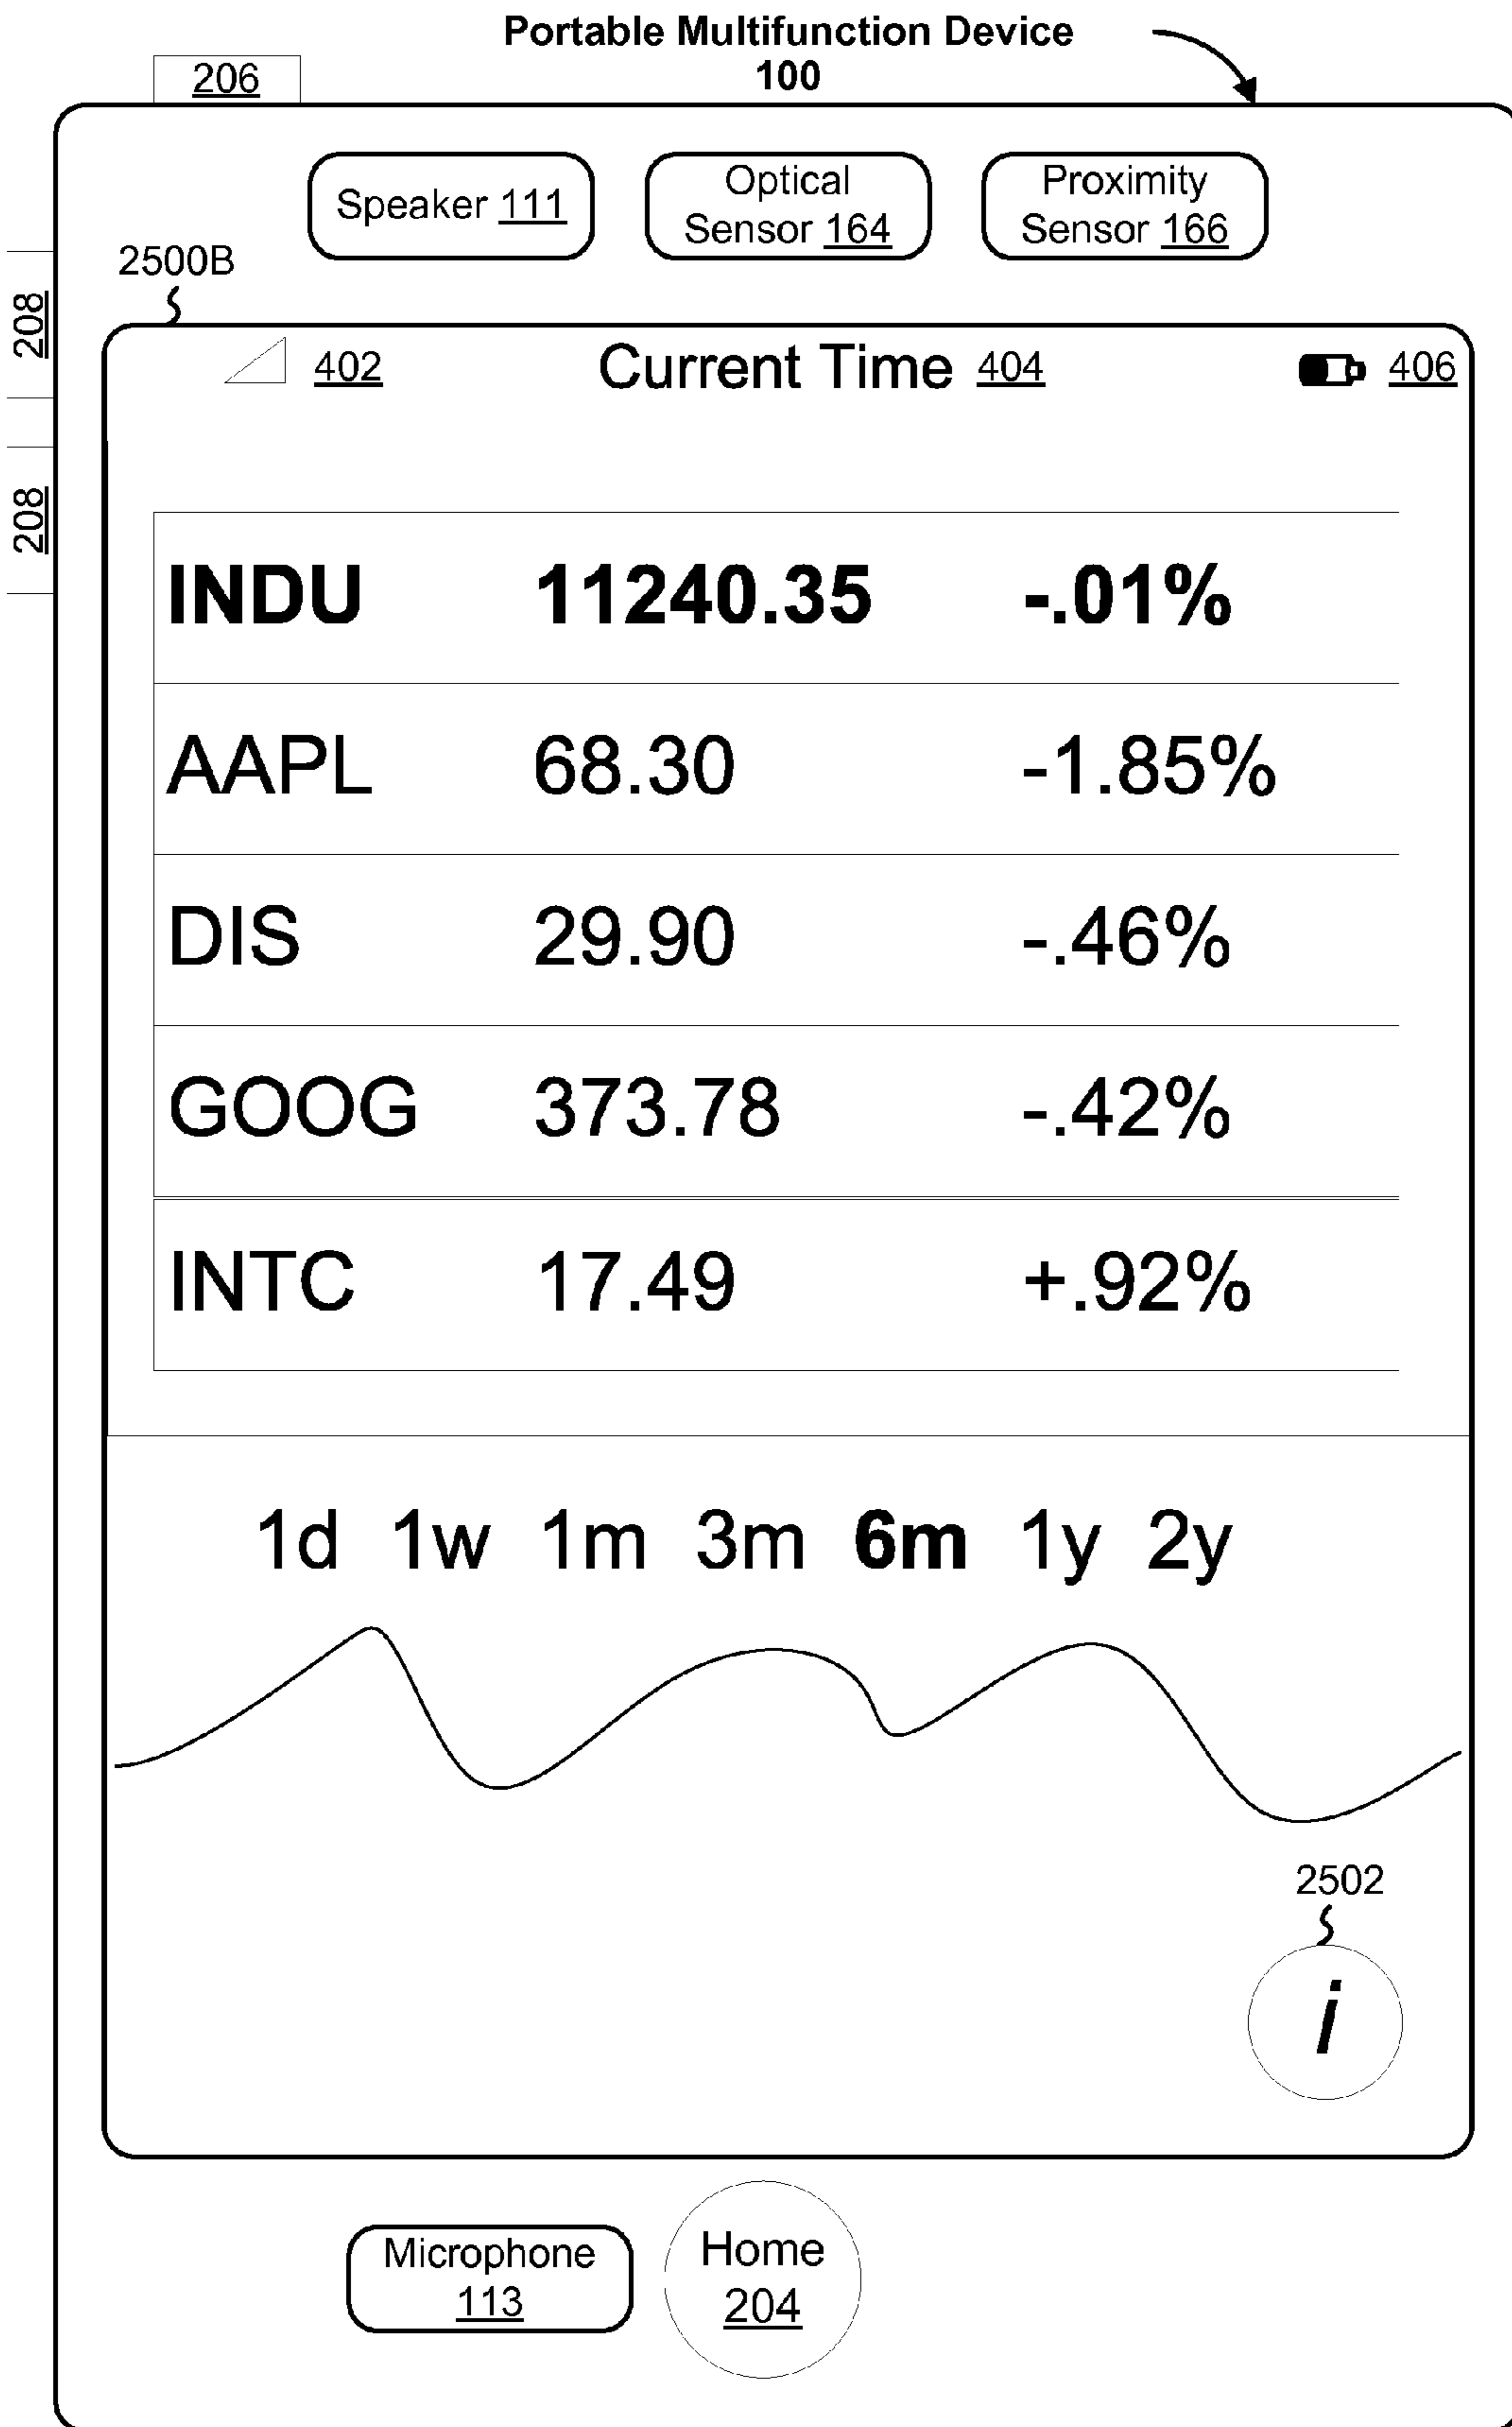 Portable Multifunction Device
100
206
Speaker 111
Optical
Sensor 164
Proximity
Sensor 166
2500B
208
208
402
Current Time 404
406
INDU 11240.35 -.01%
AAPL 68.30 -1.85%
DIS 29.90 -.46%
GOOG 373.78 -.42%
INTC 17.49 +.92%
1d 1w 1m 3m 6m 1y 2y
2502
i
Microphone
113
Home
204